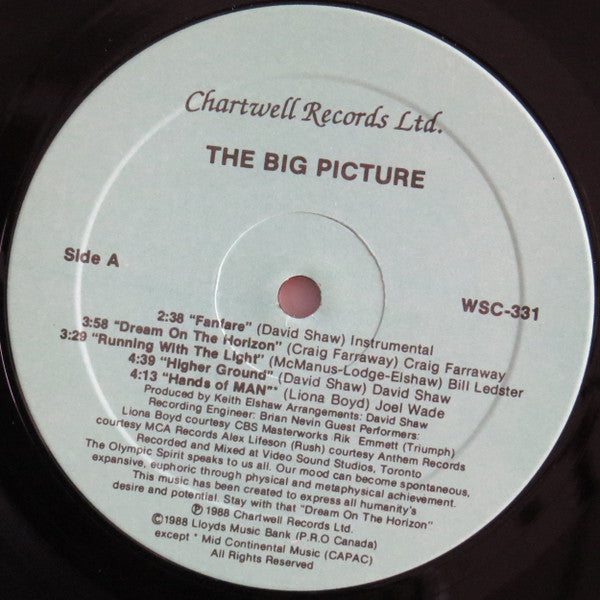 Chartwell Records Ltd.
THE BIG PICTURE
Side A
WSC-331
2:38 "Fanfare" (David Shaw) Instrumental
3:58 "Dream On The Horizon" (Craig Farraway) Craig Farraway
3:29 "Running With The Light" (McManus-Lodge-Elshaw) Bill Ledster
4:39 "Higher Ground" (David Shaw) David Shaw
4:13 "Hands of MAN"* (Liona Boyd) Joel Wade
Produced by Keith Elshaw Arrangements: David Shaw
Recording Engineer: Brian Nevin Guest Performers:
Liona Boyd courtesy CBS Masterworks Rik Emmett (Triumph)
courtesy MCA Records Alex Lifeson (Rush) courtesy Anthem Records
Recorded and Mixed at Video Sound Studios, Toronto
The Olympic Spirit speaks to us all. Our mood can become spontaneous,
expansive, euphoric through physical and metaphysical achievement.
This music has been created to express all humanity's
desire and potential. Stay with that "Dream On The Horizon"
℗ 1988 Chartwell Records Ltd.
©1988 Lloyds Music Bank (P.R.O Canada)
except * Mid Continental Music (CAPAC)
All Rights Reserved